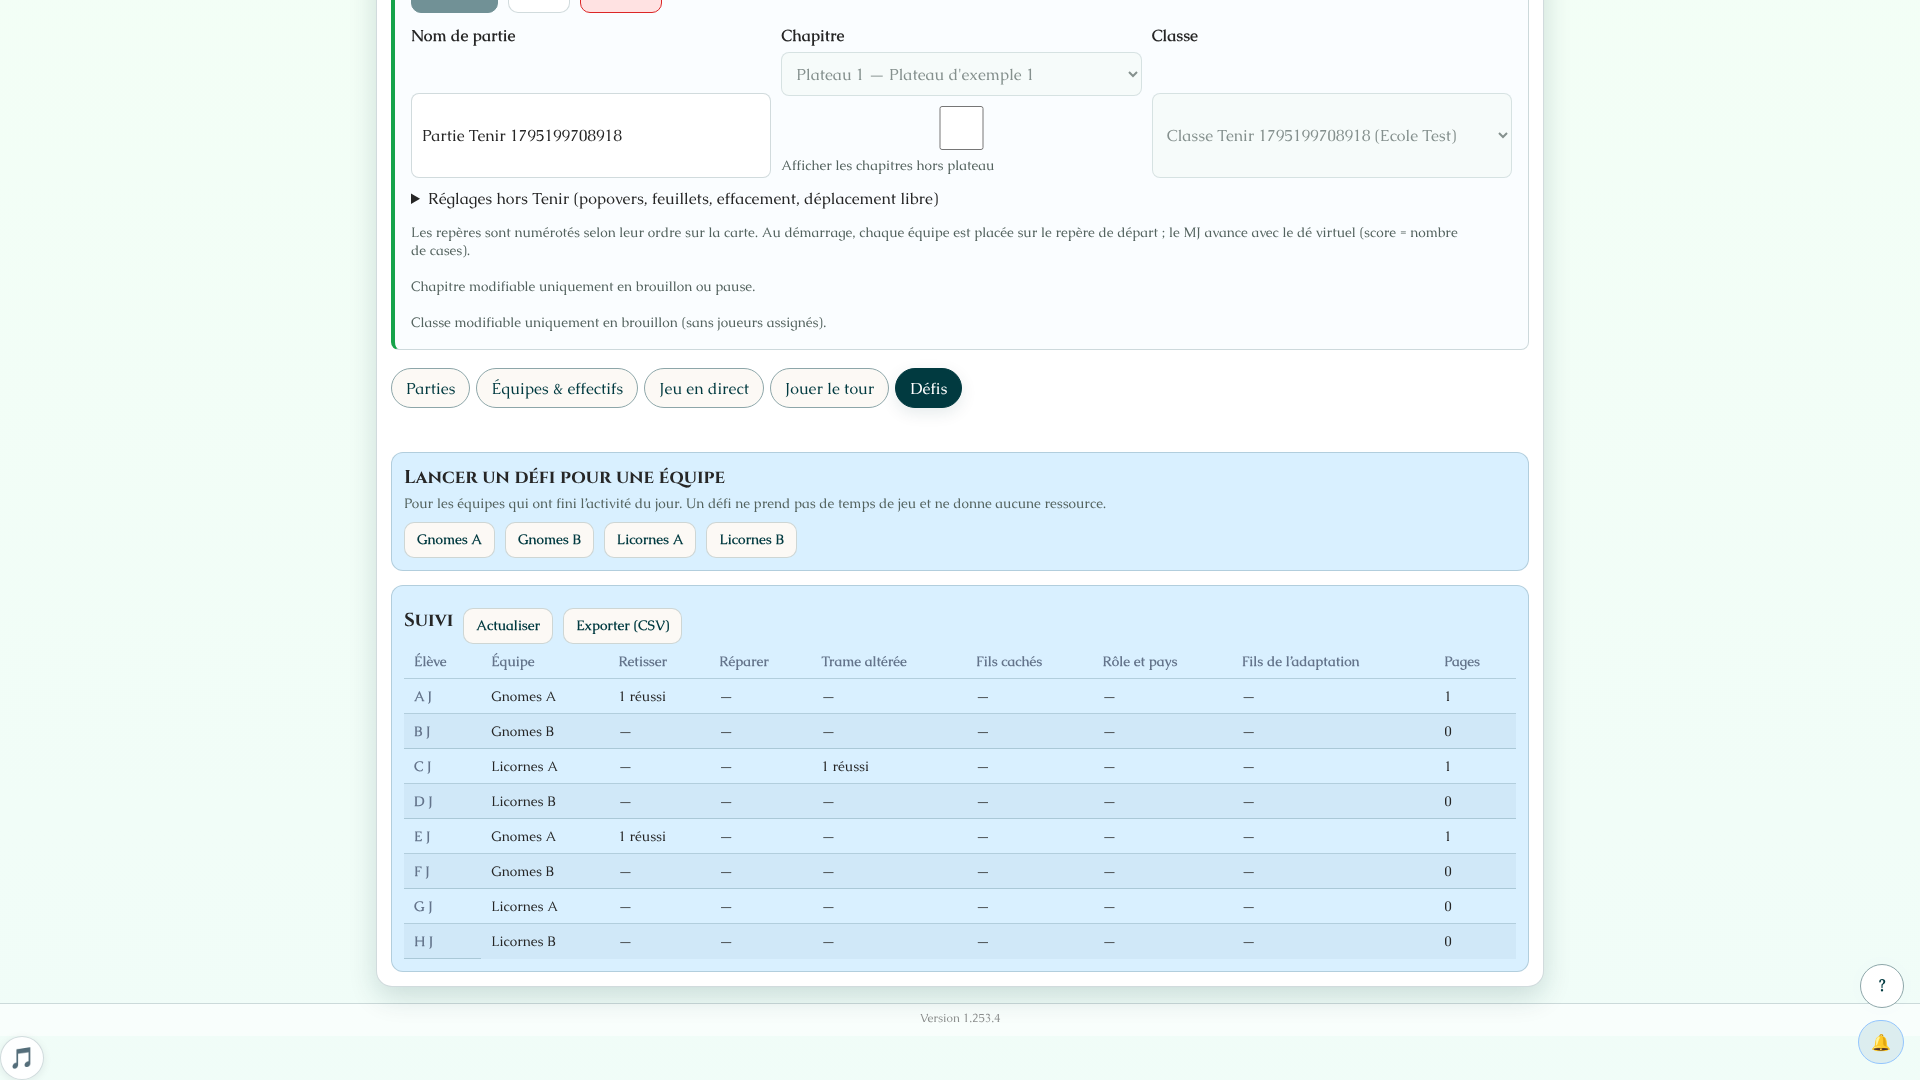 Nom de partie
Chapitre
Classe
Plateau 1 — Plateau d'exemple 1
Partie Tenir 1795199708918
Afficher les chapitres hors plateau
Classe Tenir 1795199708918 (Ecole Test)
Réglages hors Tenir (popovers, feuillets, effacement, déplacement libre)
Les repères sont numérotés selon leur ordre sur la carte. Au démarrage, chaque équipe est placée sur le repère de départ ; le MJ avance avec le dé virtuel (score = nombre
de cases).
Chapitre modifiable uniquement en brouillon ou pause.
Classe modifiable uniquement en brouillon (sans joueurs assignés).
Parties
Équipes & effectifs
Jeu en direct
Jouer le tour
Défis
Lancer un défi pour une équipe
Pour les équipes qui ont fini l'activité du jour. Un défi ne prend pas de temps de jeu et ne donne aucune ressource.
Gnomes A
Gnomes B
Licornes A
Licornes B
Suivi
Actualiser
Exporter (CSV)
Élève Équipe Retisser Réparer Trame altérée Fils cachés Rôle et pays Fils de l'adaptation Pages
A J Gnomes A 1 réussi — — — — — 1
B J Gnomes B — — — — — — 0
C J Licornes A — — 1 réussi — — — 1
D J Licornes B — — — — — — 0
E J Gnomes A 1 réussi — — — — — 1
F J Gnomes B — — — — — — 0
G J Licornes A — — — — — — 0
H J Licornes B — — — — — — 0
?
Version 1.253.4